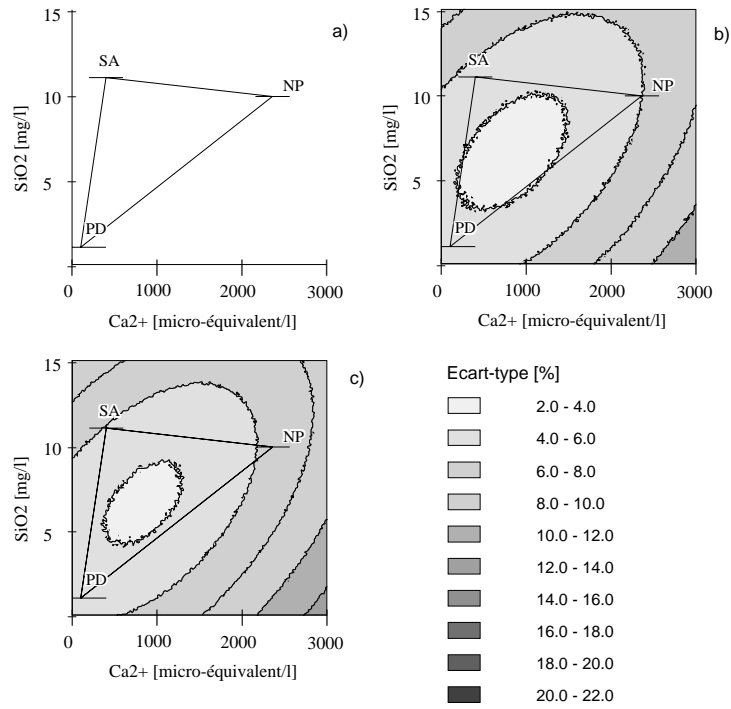 a)
15
10
5
0
SiO2 [mg/l]
SA
NP
PD
0 1000 2000 3000
Ca2+ [micro-équivalent/l]
b)
15
10
5
0
SiO2 [mg/l]
SA
NP
PD
0 1000 2000 3000
Ca2+ [micro-équivalent/l]
c)
15
10
5
0
SiO2 [mg/l]
SA
NP
PD
0 1000 2000 3000
Ca2+ [micro-équivalent/l]
Ecart-type [%]
2.0 - 4.0
4.0 - 6.0
6.0 - 8.0
8.0 - 10.0
10.0 - 12.0
12.0 - 14.0
14.0 - 16.0
16.0 - 18.0
18.0 - 20.0
20.0 - 22.0